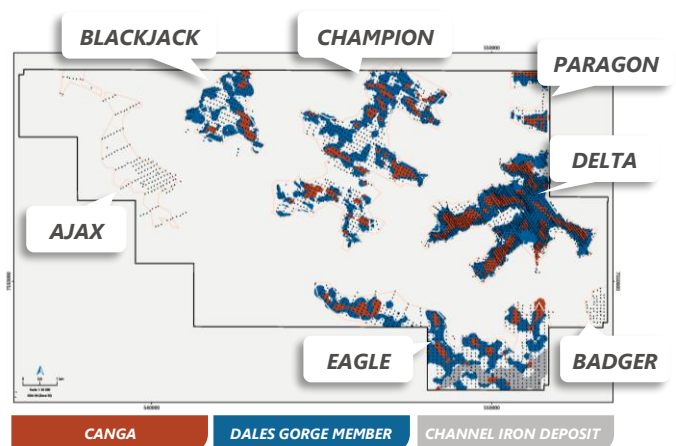 BLACKJACK
CHAMPION
PARAGON
DELTA
AJAX
EAGLE
BADGER
CANGA
DALES GORGE MEMBER
CHANNEL IRON DEPOSIT